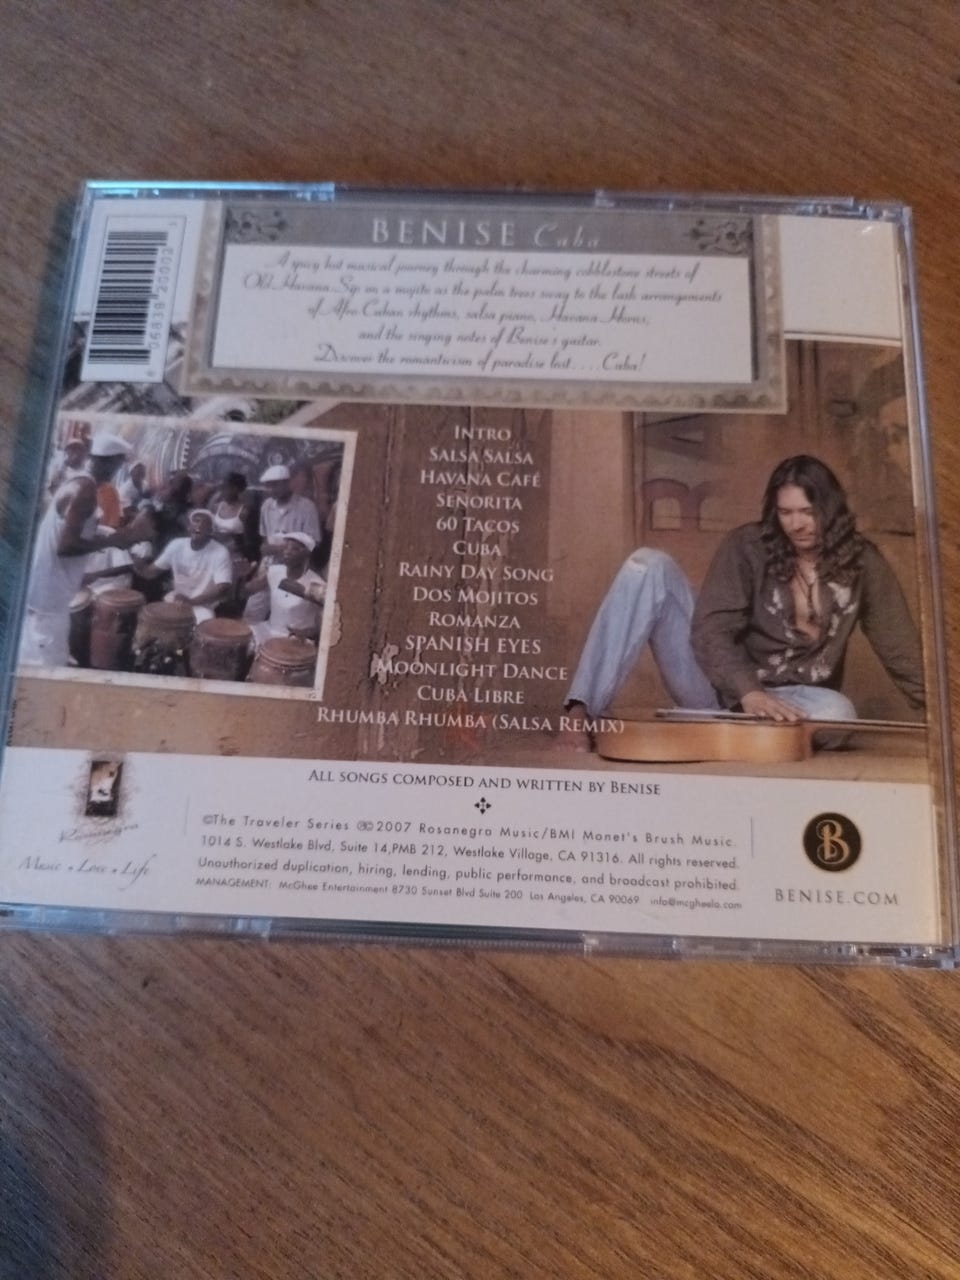 BENISE Cuba
A spicy hot musical journey through the charming cobblestone streets of
Old Havana. Sip on a mojito as the palm trees sway to the lush arrangements
of Afro-Cuban rhythms, salsa piano, Havana Horns,
and the singing notes of Benise's guitar.
Discover the romanticism of paradise lost....Cuba!
INTRO
SALSA SALSA
HAVANA CAFÉ
SENORITA
60 TACOS
CUBA
RAINY DAY SONG
DOS MOJITOS
ROMANZA
SPANISH EYES
MOONLIGHT DANCE
CUBA LIBRE
RHUMBA RHUMBA (SALSA REMIX)
ALL SONGS COMPOSED AND WRITTEN BY BENISE
Rosanegra
Music • Love • Life
©The Traveler Series ℗©2007 Rosanegra Music/BMI Monet's Brush Music.
1014 S. Westlake Blvd, Suite 14,PMB 212, Westlake Village, CA 91316. All rights reserved.
Unauthorized duplication, hiring, lending, public performance, and broadcast prohibited.
MANAGEMENT: McGhee Entertainment 8730 Sunset Blvd Suite 200 Los Angeles, CA 90069 info@mcgheela.com
B
BENISE.COM